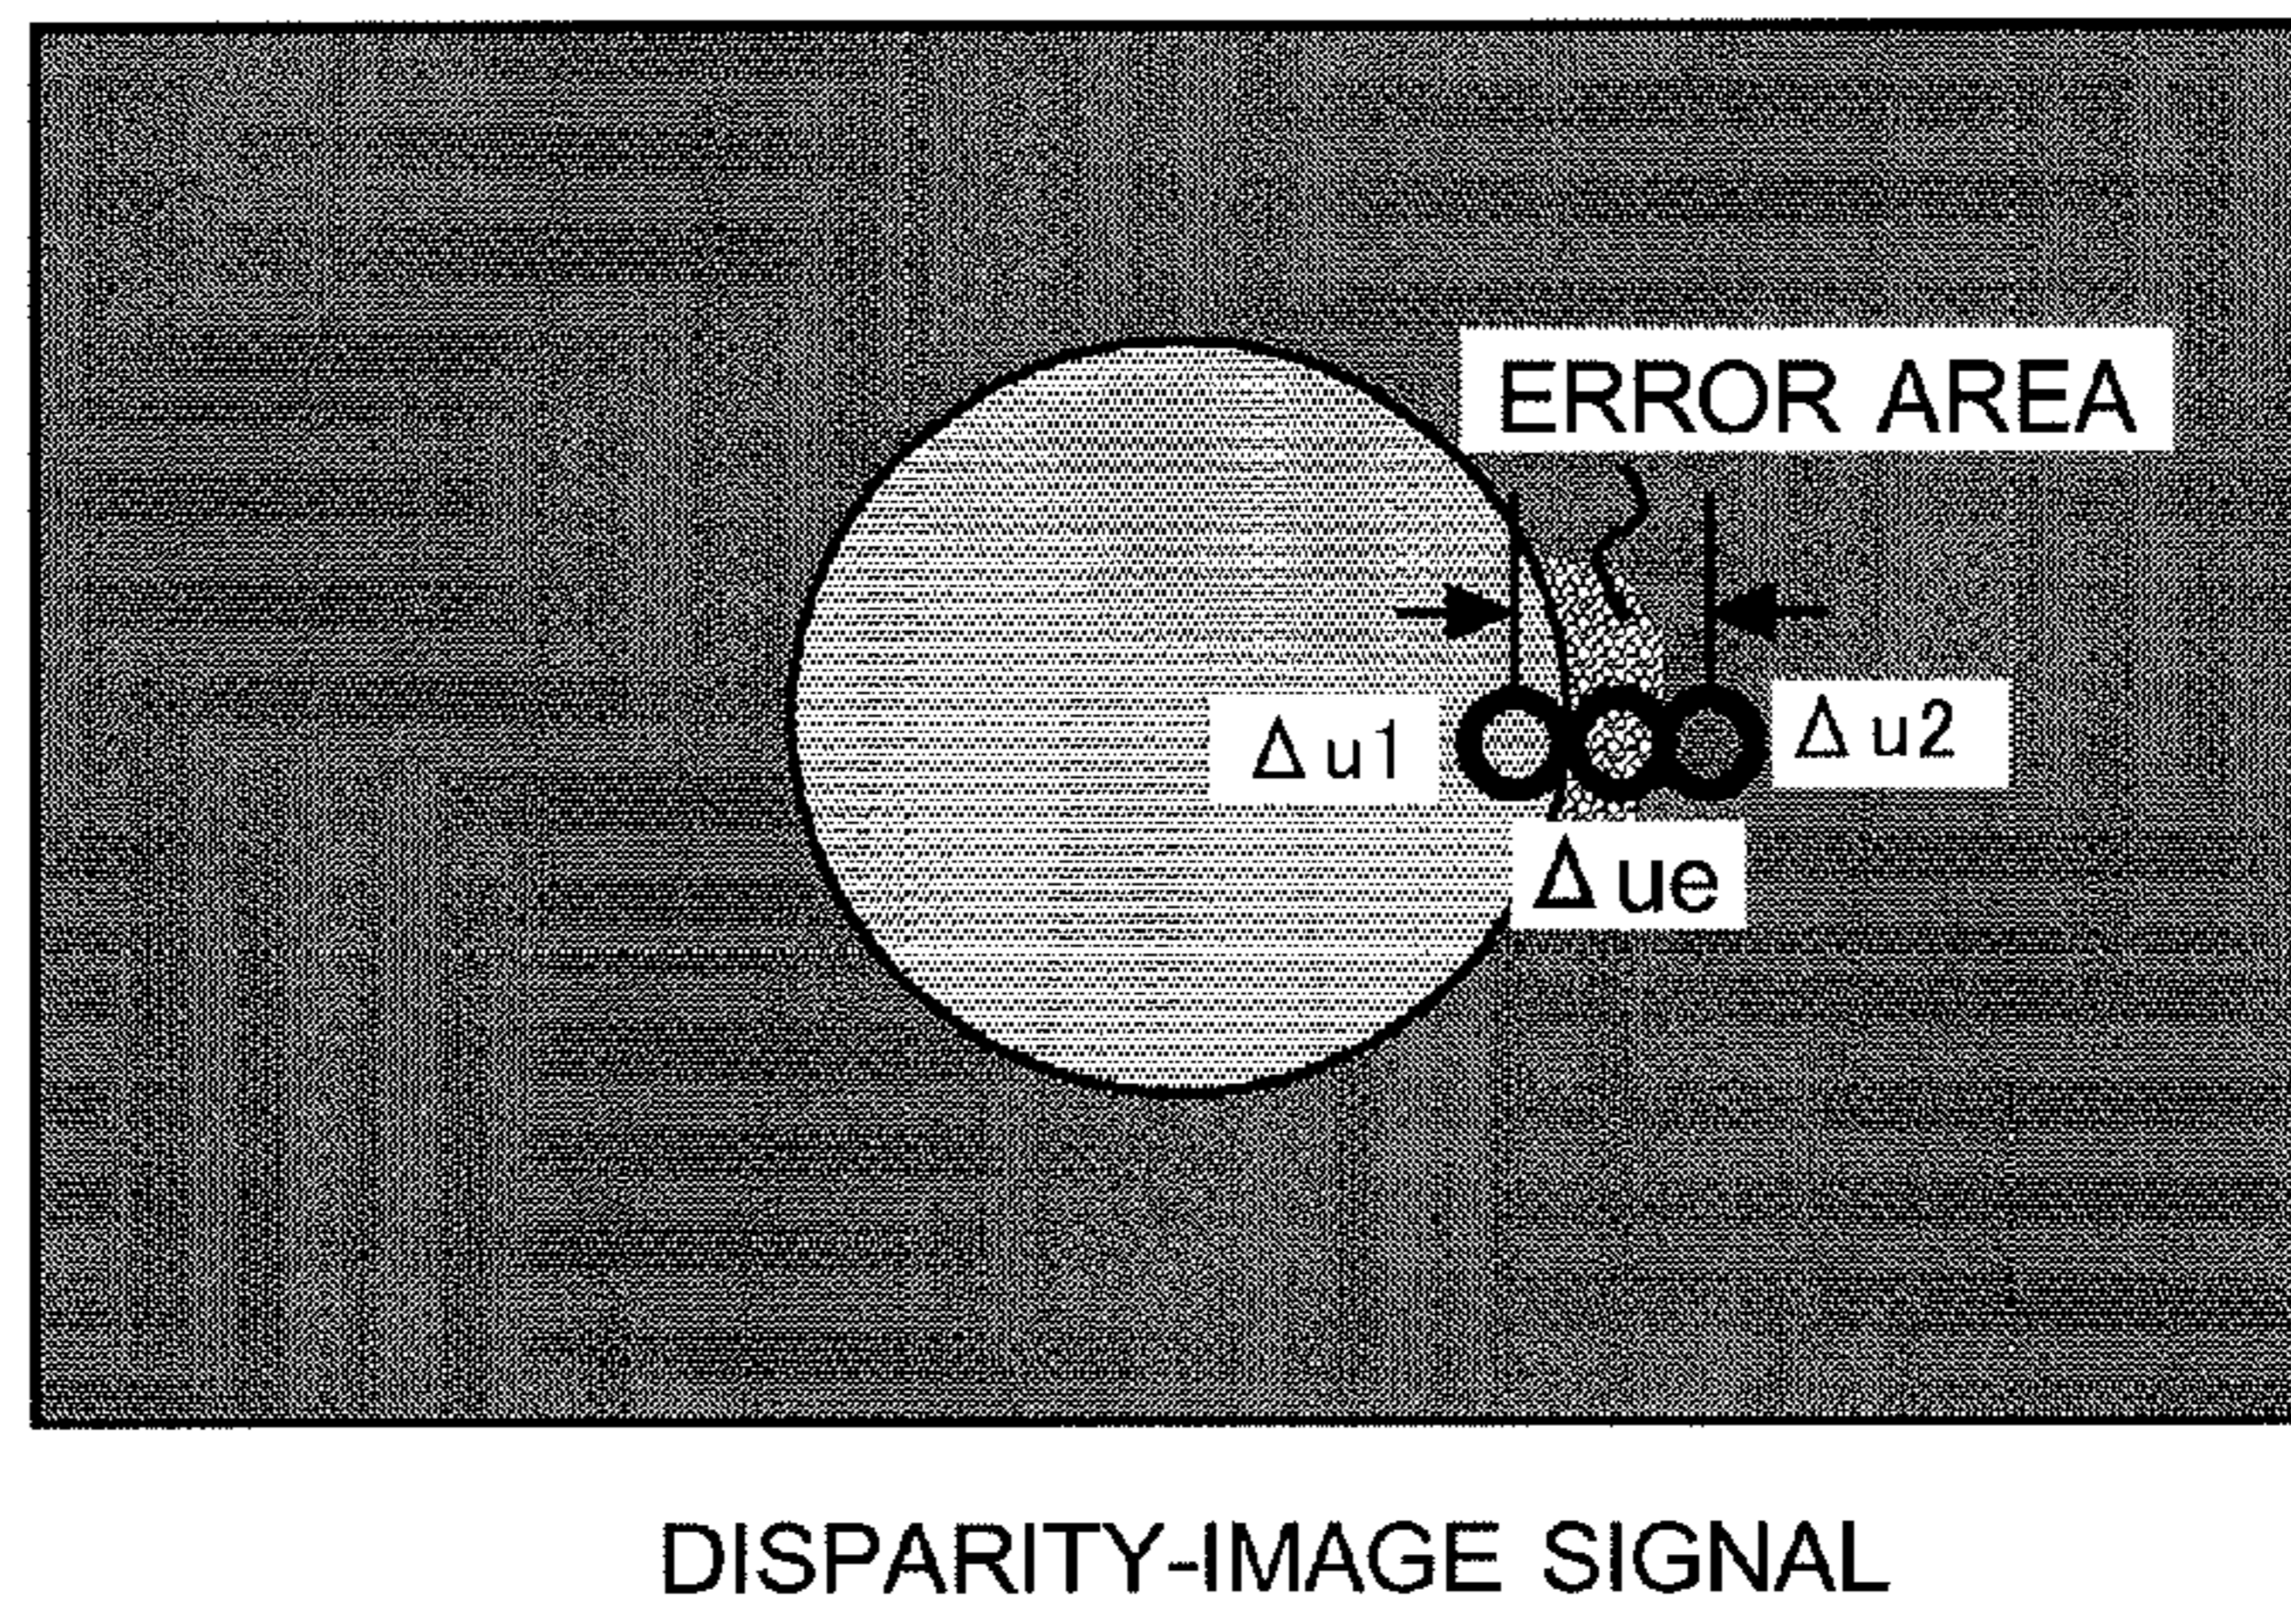 ERROR AREA
Δu1
Δu2
Δue
DISPARITY-IMAGE SIGNAL